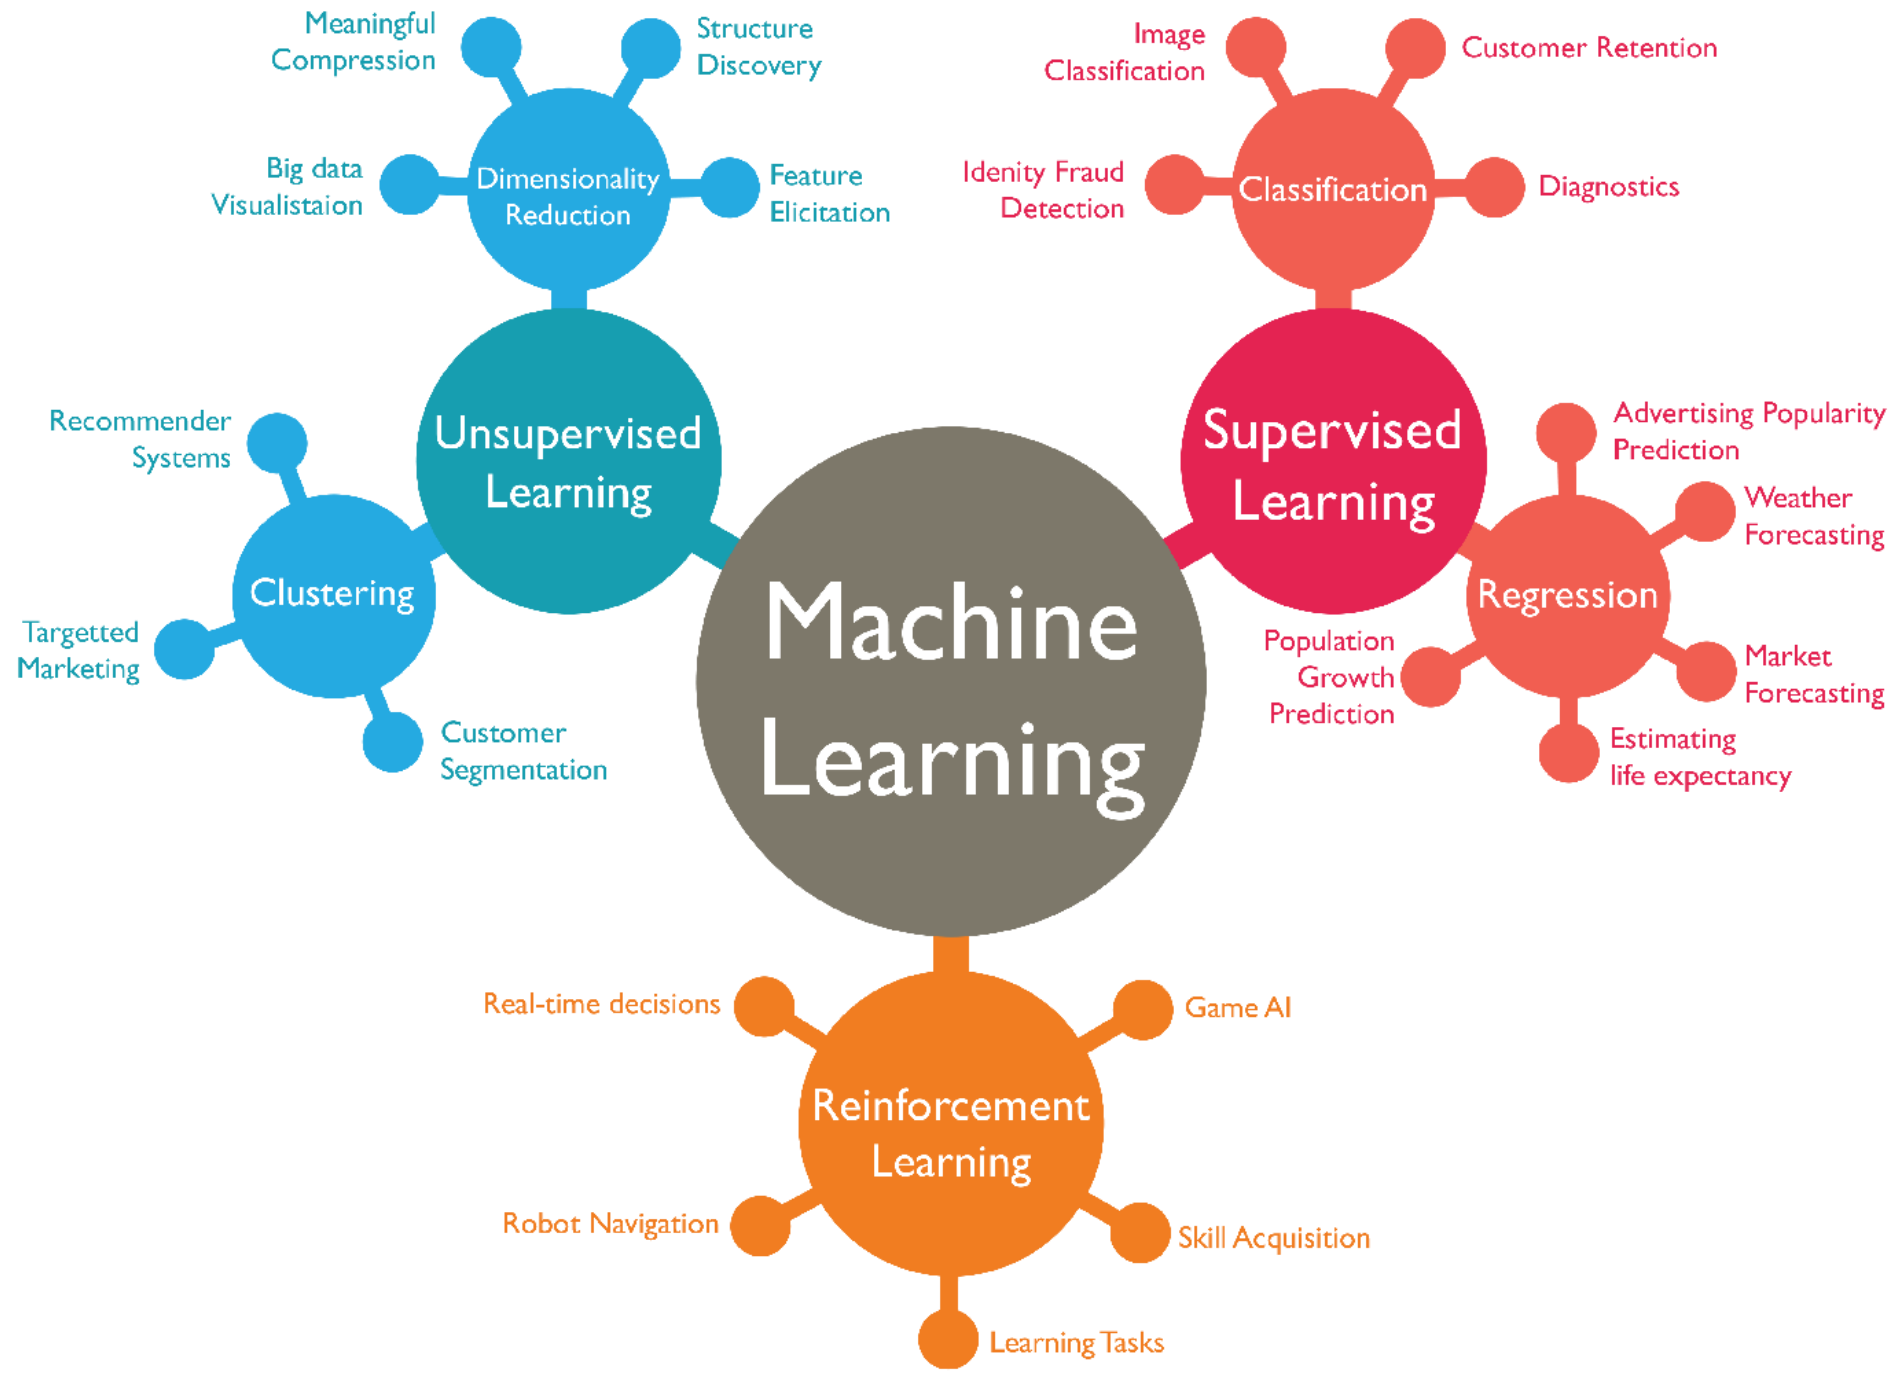 Meaningful
Compression
Structure
Discovery
Big data
Visualistaion
Dimensionality
Reduction
Feature
Elicitation
Image
Classification
Customer Retention
Idenity Fraud
Detection
Classification
Diagnostics
Unsupervised
Learning
Recommender
Systems
Clustering
Targetted
Marketing
Customer
Segmentation
Supervised
Learning
Advertising Popularity
Prediction
Weather
Forecasting
Regression
Population
Growth
Prediction
Market
Forecasting
Estimating
life expectancy
Machine
Learning
Real-time decisions
Game AI
Reinforcement
Learning
Robot Navigation
Skill Acquisition
Learning Tasks